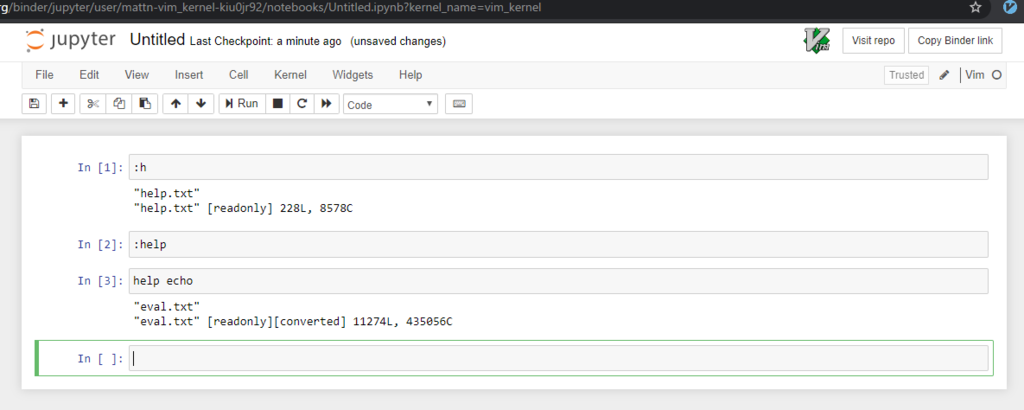 rg/binder/jupyter/user/mattn-vim_kernel-kiu0jr92/notebooks/Untitled.ipynb?kernel_name=vim_kernel
jupyter Untitled Last Checkpoint: a minute ago (unsaved changes)
Visit repo Copy Binder link
File Edit View Insert Cell Kernel Widgets Help Trusted Vim
Run Code
In [1]: :h
"help.txt"
"help.txt" [readonly] 228L, 8578C
In [2]: :help
In [3]: help echo
"eval.txt"
"eval.txt" [readonly][converted] 11274L, 435056C
In [ ]: